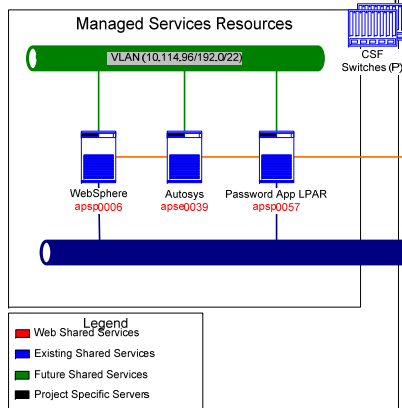 Managed Services Resources
VLAN (10.114.96/192.0/22)
CSF
Switches (P)
WebSphere
apsp0006
Autosys
apse0039
Password App LPAR
apsp0057
Legend
Web Shared Services
Existing Shared Services
Future Shared Services
Project Specific Servers